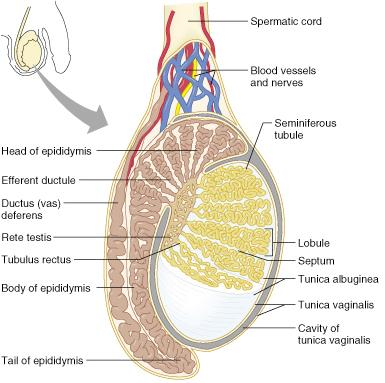 Spermatic cord
Blood vessels
and nerves
Seminiferous
tubule
Head of epididymis
Efferent ductule
Ductus (vas)
deferens
Rete testis
Tubulus rectus
Body of epididymis
Tail of epididymis
Lobule
Septum
Tunica albuginea
Tunica vaginalis
Cavity of
tunica vaginalis